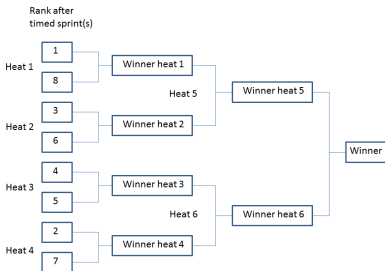 Rank after
timed sprint(s)
1
Heat 1
Winner heat 1
8
Heat 5
Winner heat 5
3
Heat 2
Winner heat 2
6
Winner
4
Heat 3
Winner heat 3
5
Heat 6
Winner heat 6
2
Heat 4
Winner heat 4
7